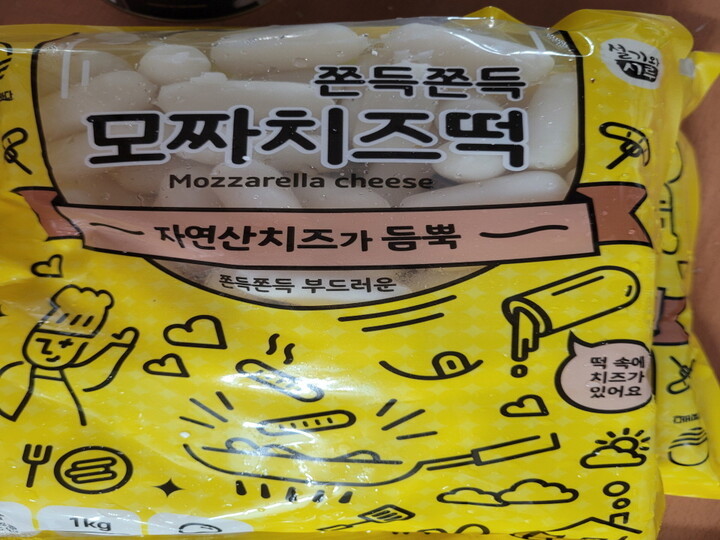 쫀득쫀득
모짜치즈떡
Mozzarella cheese
자연산치즈가 듬뿍
쫀득쫀득 부드러운
떡 속에
치즈가
있어요
1kg